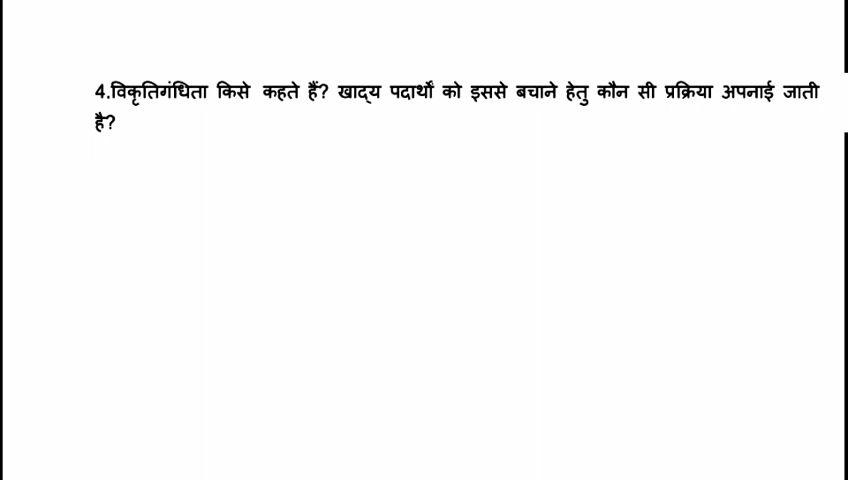 4.विकृतिगंधिता किसे कहते हैं? खाद्य पदार्थों को इससे बचाने हेतु कौन सी प्रक्रिया अपनाई जाती
है?